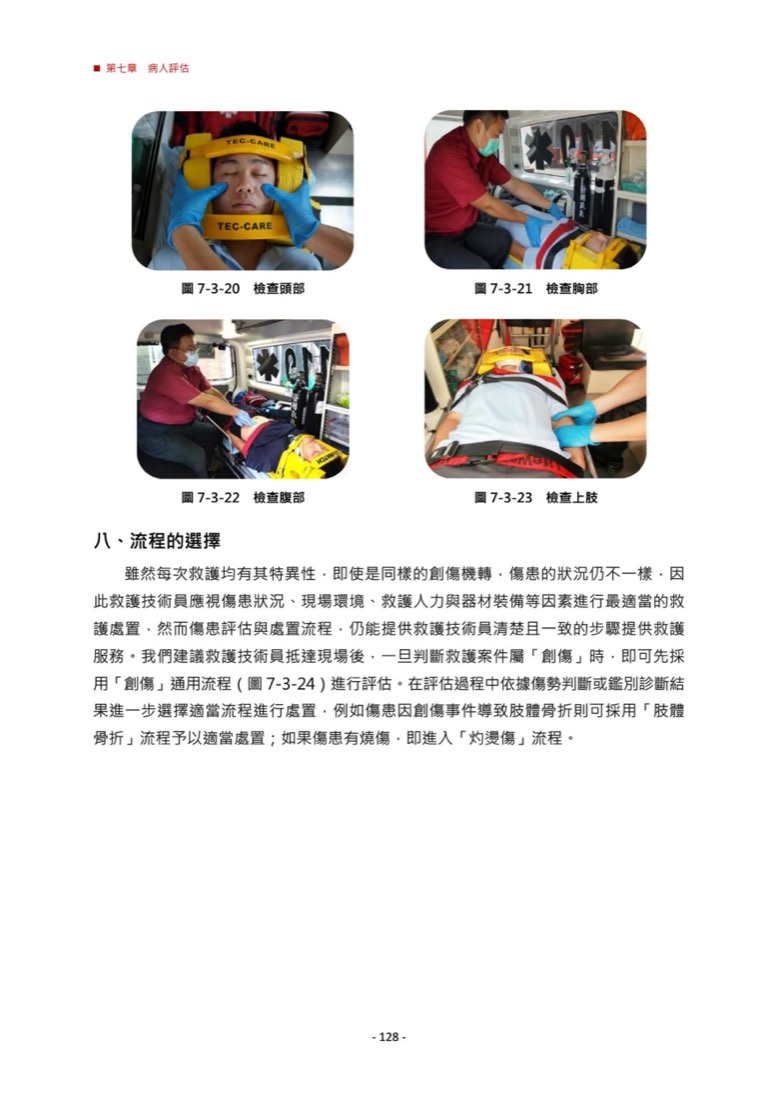 ■ 第七章 病人評估
TEC-CARE
TEC-CARE
119
圖 7-3-20 檢查頭部
圖 7-3-21 檢查胸部
119
圖 7-3-22 檢查腹部
圖 7-3-23 檢查上肢
八、流程的選擇
雖然每次救護均有其特異性，即使是同樣的創傷機轉，傷患的狀況仍不一樣，因
此救護技術員應視傷患狀況、現場環境、救護人力與器材裝備等因素進行最適當的救
護處置，然而傷患評估與處置流程，仍能提供救護技術員清楚且一致的步驟提供救護
服務。我們建議救護技術員抵達現場後，一旦判斷救護案件屬「創傷」時，即可先採
用「創傷」通用流程（圖 7-3-24）進行評估。在評估過程中依據傷勢判斷或鑑別診斷結
果進一步選擇適當流程進行處置，例如傷患因創傷事件導致肢體骨折則可採用「肢體
骨折」流程予以適當處置；如果傷患有燒傷，即進入「灼燙傷」流程。
- 128 -